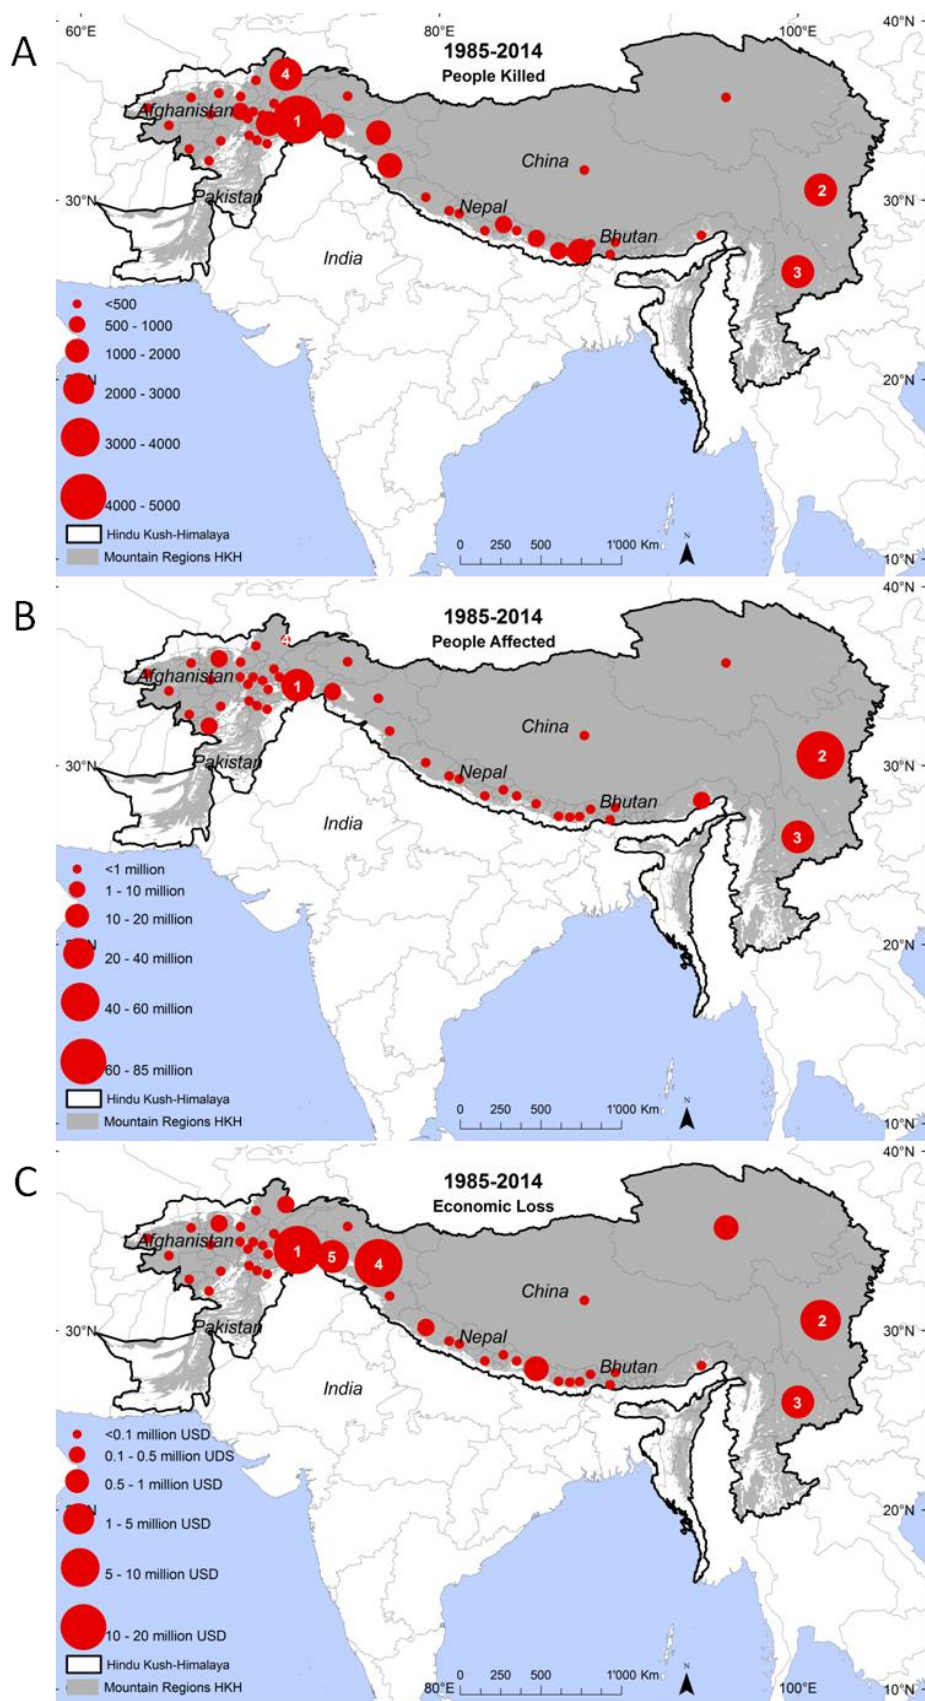 60°E
80°E
100°E
40°N
A
1985-2014
People Killed
4
1
Afghanistan
China
2
30°N
Pakistan
Nepal
30°N
Bhutan
India
3
<500
500 - 1000
1000 - 2000
20°N
2000 - 3000
3000 - 4000
4000 - 5000
Hindu Kush-Himalaya
Mountain Regions HKH
0 250 500 1'000 Km
N
10°N
B
40°N
1985-2014
People Affected
4
Afghanistan
1
China
2
30°N
Pakistan
Nepal
30°N
Bhutan
India
3
<1 million
1 - 10 million
10 - 20 million
20°N
20 - 40 million
40 - 60 million
60 - 85 million
Hindu Kush-Himalaya
Mountain Regions HKH
0 250 500 1'000 Km
N
10°N
C
40°N
1985-2014
Economic Loss
Afghanistan
1
5
4
China
2
30°N
Pakistan
Nepal
30°N
Bhutan
India
3
<0.1 million USD
0.1 - 0.5 million UDS
0.5 - 1 million USD
20°N
1 - 5 million USD
5 - 10 million USD
10 - 20 million USD
Hindu Kush-Himalaya
Mountain Regions HKH
0 250 500 1'000 Km
N
80°E
100°E
10°N